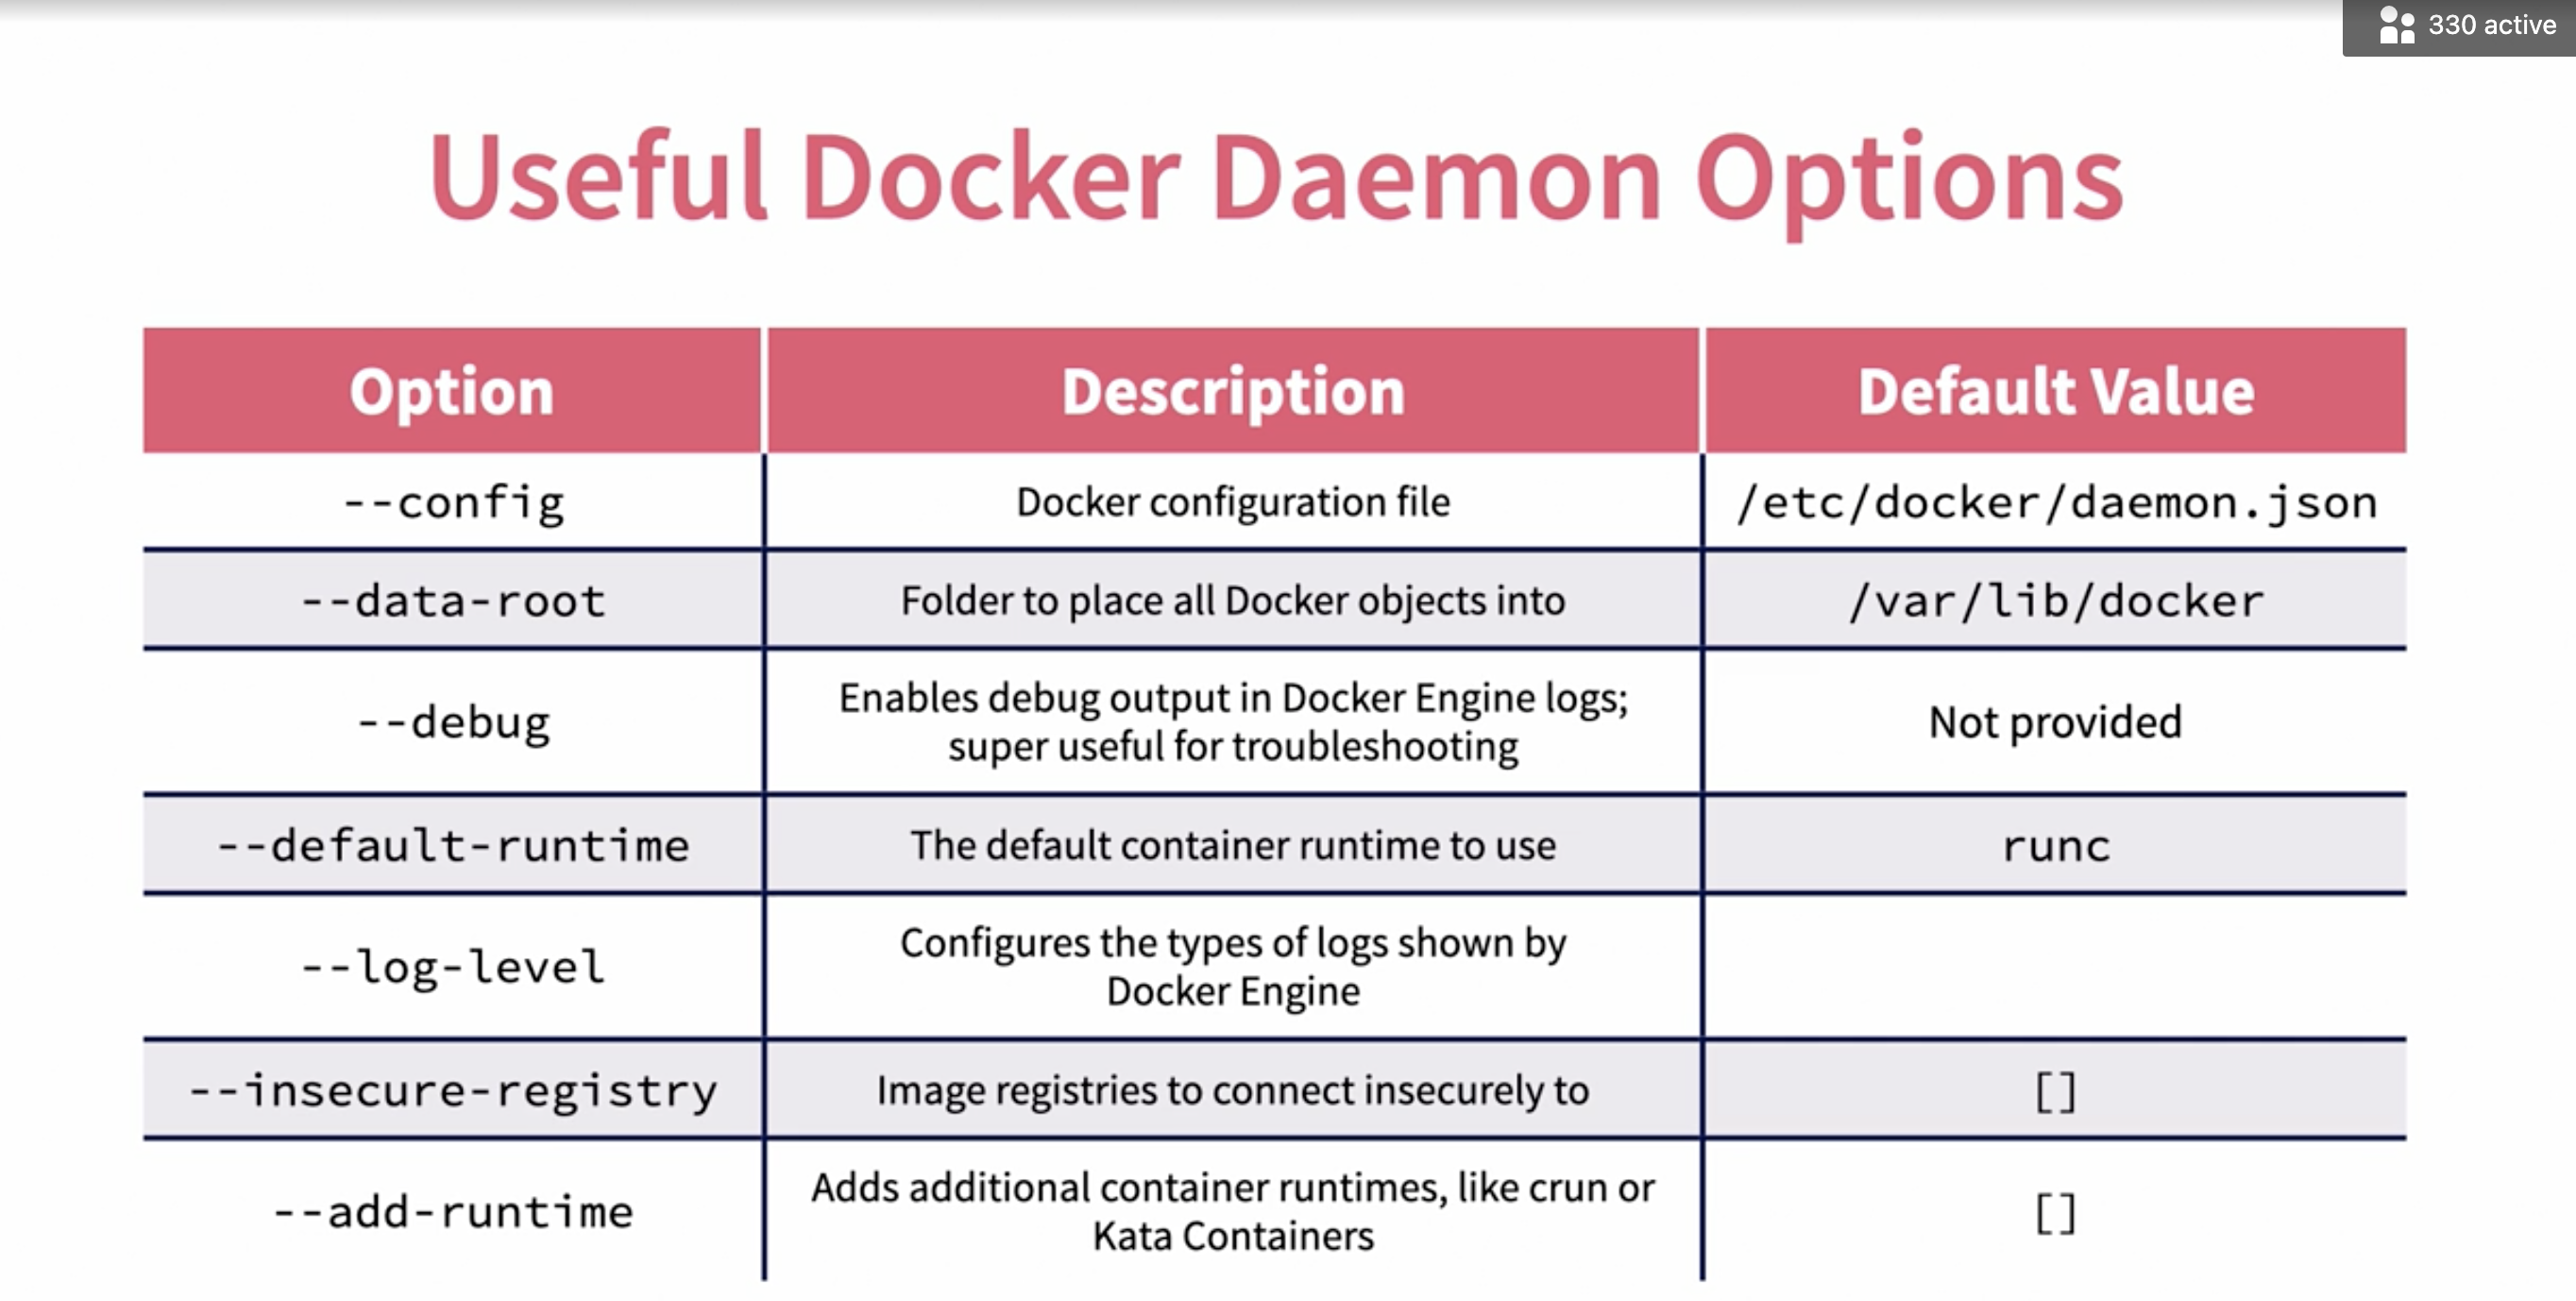 330 active
Useful Docker Daemon Options
Option Description Default Value
--config Docker configuration file /etc/docker/daemon.json
--data-root Folder to place all Docker objects into /var/lib/docker
Enables debug output in Docker Engine logs;
--debug Not provided
super useful for troubleshooting
--default-runtime The default container runtime to use runc
Configures the types of logs shown by
--log-level
Docker Engine
--insecure-registry Image registries to connect insecurely to []
Adds additional container runtimes, like crun or
--add-runtime []
Kata Containers